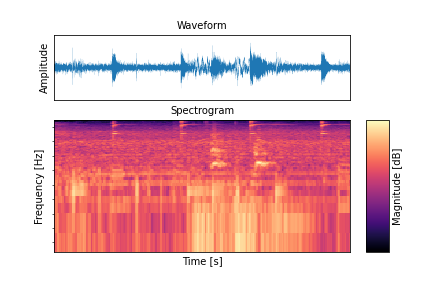 Waveform
Amplitude
Spectrogram
Frequency [Hz]
Magnitude [dB]
Time [s]